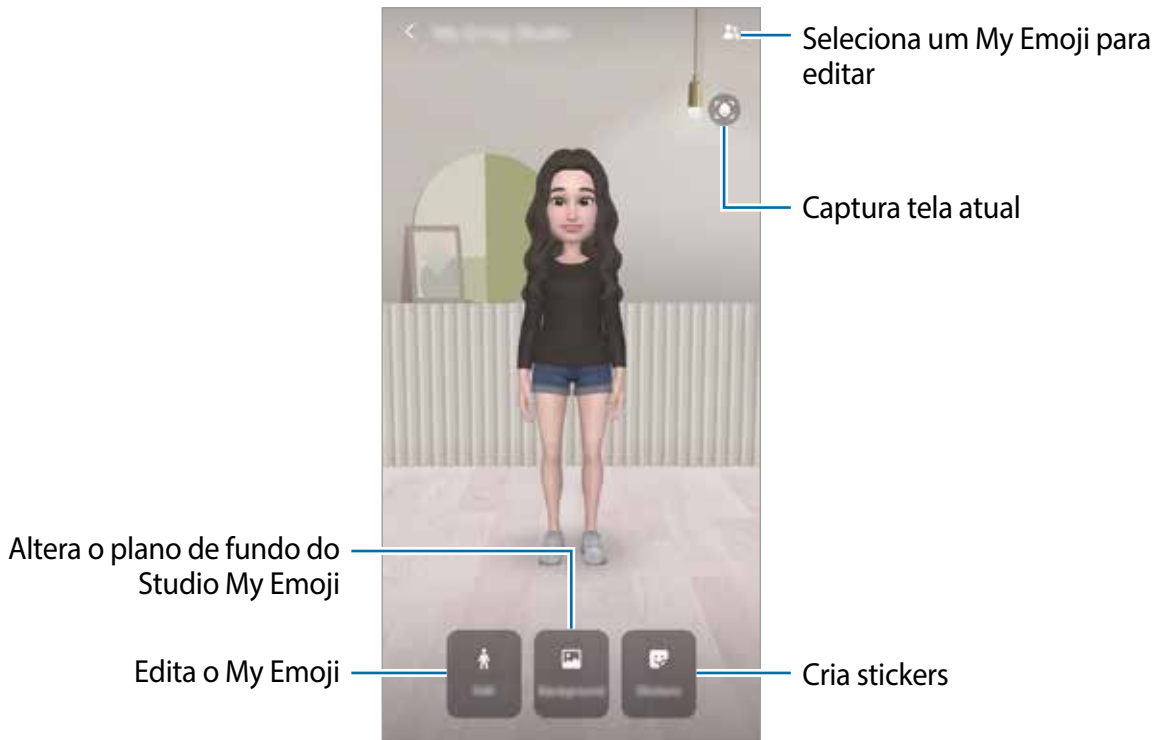 Seleciona um My Emoji para
editar
Captura tela atual
Altera o plano de fundo do
Studio My Emoji
Edita o My Emoji
Cria stickers